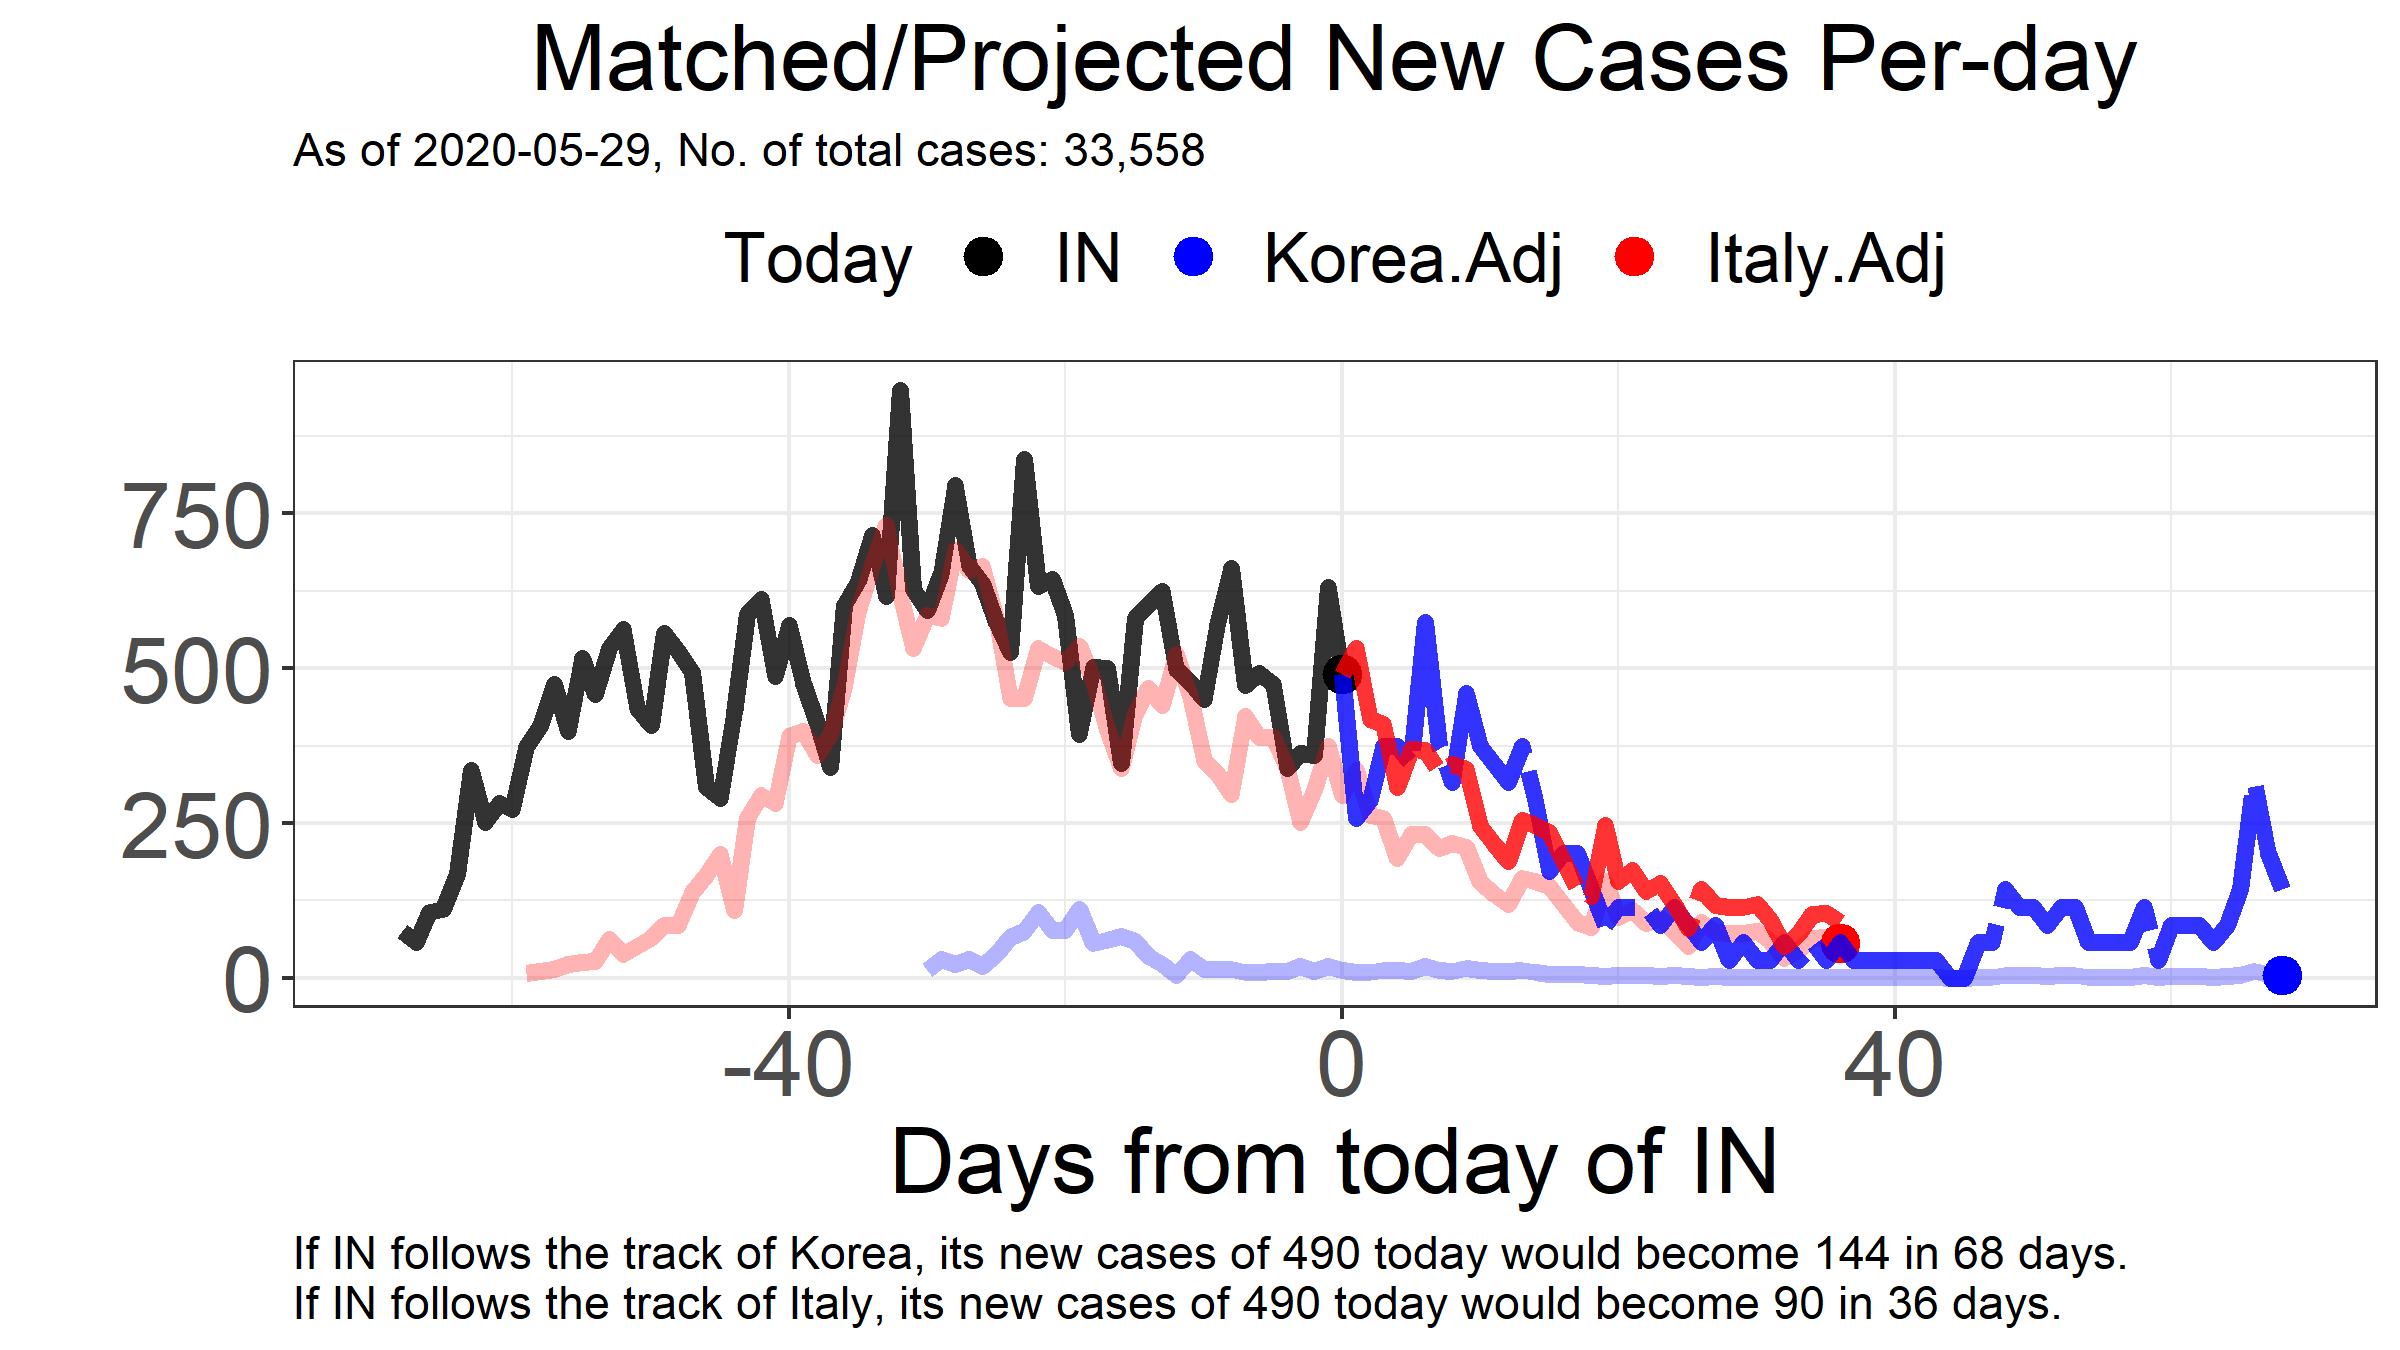 Matched/Projected New Cases Per-day
As of 2020-05-29, No. of total cases: 33,558
Today IN Korea.Adj Italy.Adj
750
500
250
0
-40 0 40
Days from today of IN
If IN follows the track of Korea, its new cases of 490 today would become 144 in 68 days.
If IN follows the track of Italy, its new cases of 490 today would become 90 in 36 days.